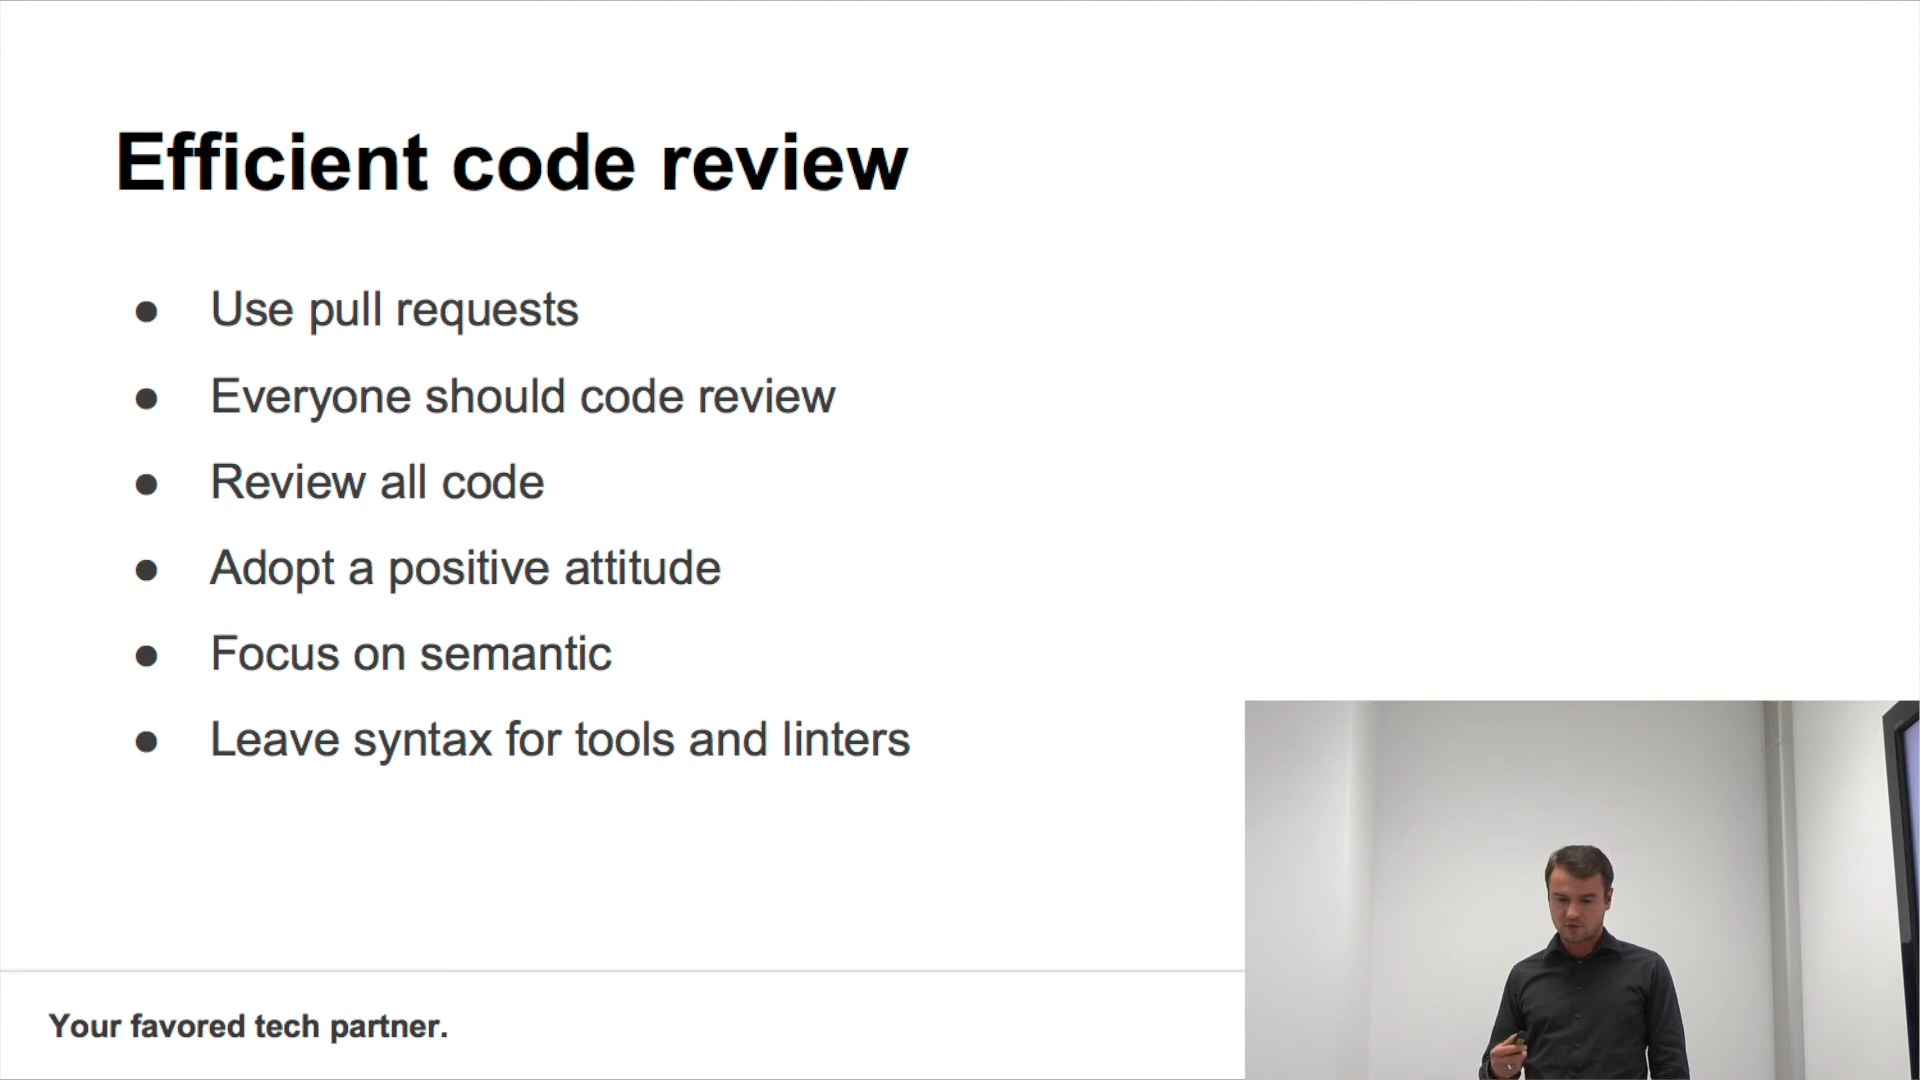 Efficient code review
● Use pull requests
● Everyone should code review
● Review all code
● Adopt a positive attitude
● Focus on semantic
● Leave syntax for tools and linters
Your favored tech partner.